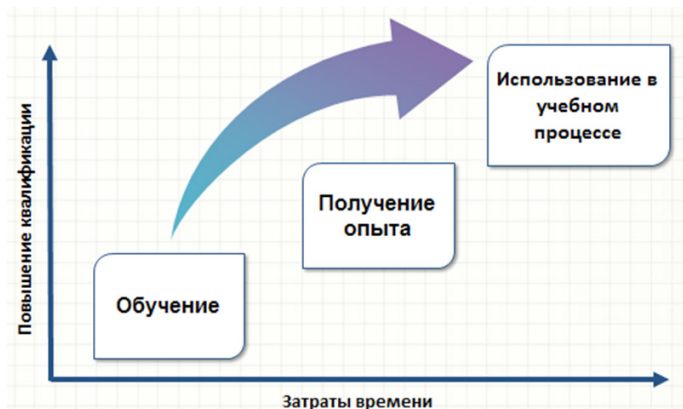 Повышение квалификации
Использование в
учебном
процессе
Получение
опыта
Обучение
Затраты времени